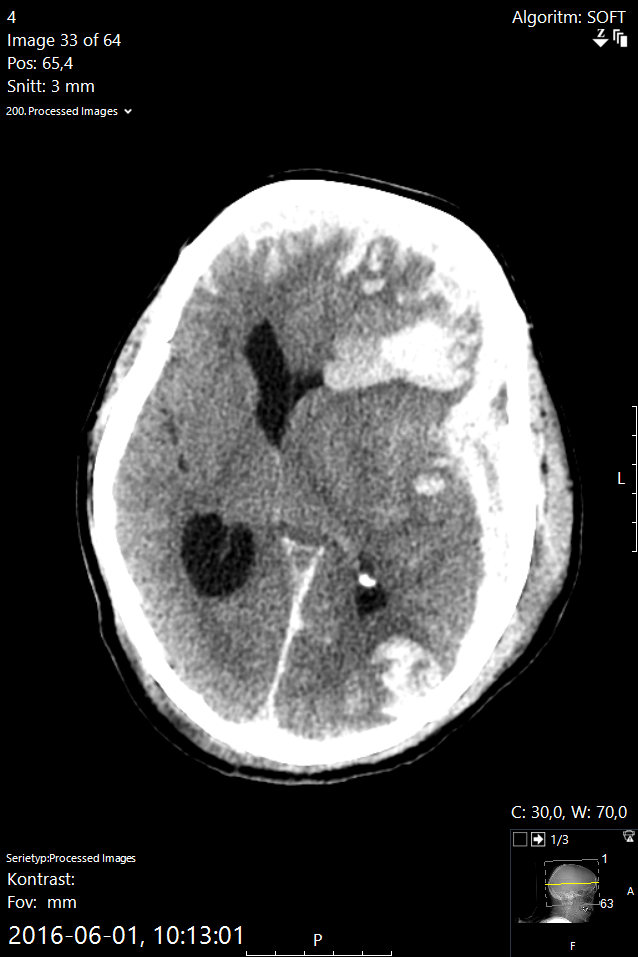 4
Image 33 of 64
Pos: 65,4
Snitt: 3 mm
200. Processed Images
Algoritm: SOFT
Z
L
C: 30,0, W: 70,0
1/3
1
A
63
F
Serietyp:Processed Images
Kontrast:
Fov: mm
2016-06-01, 10:13:01
P